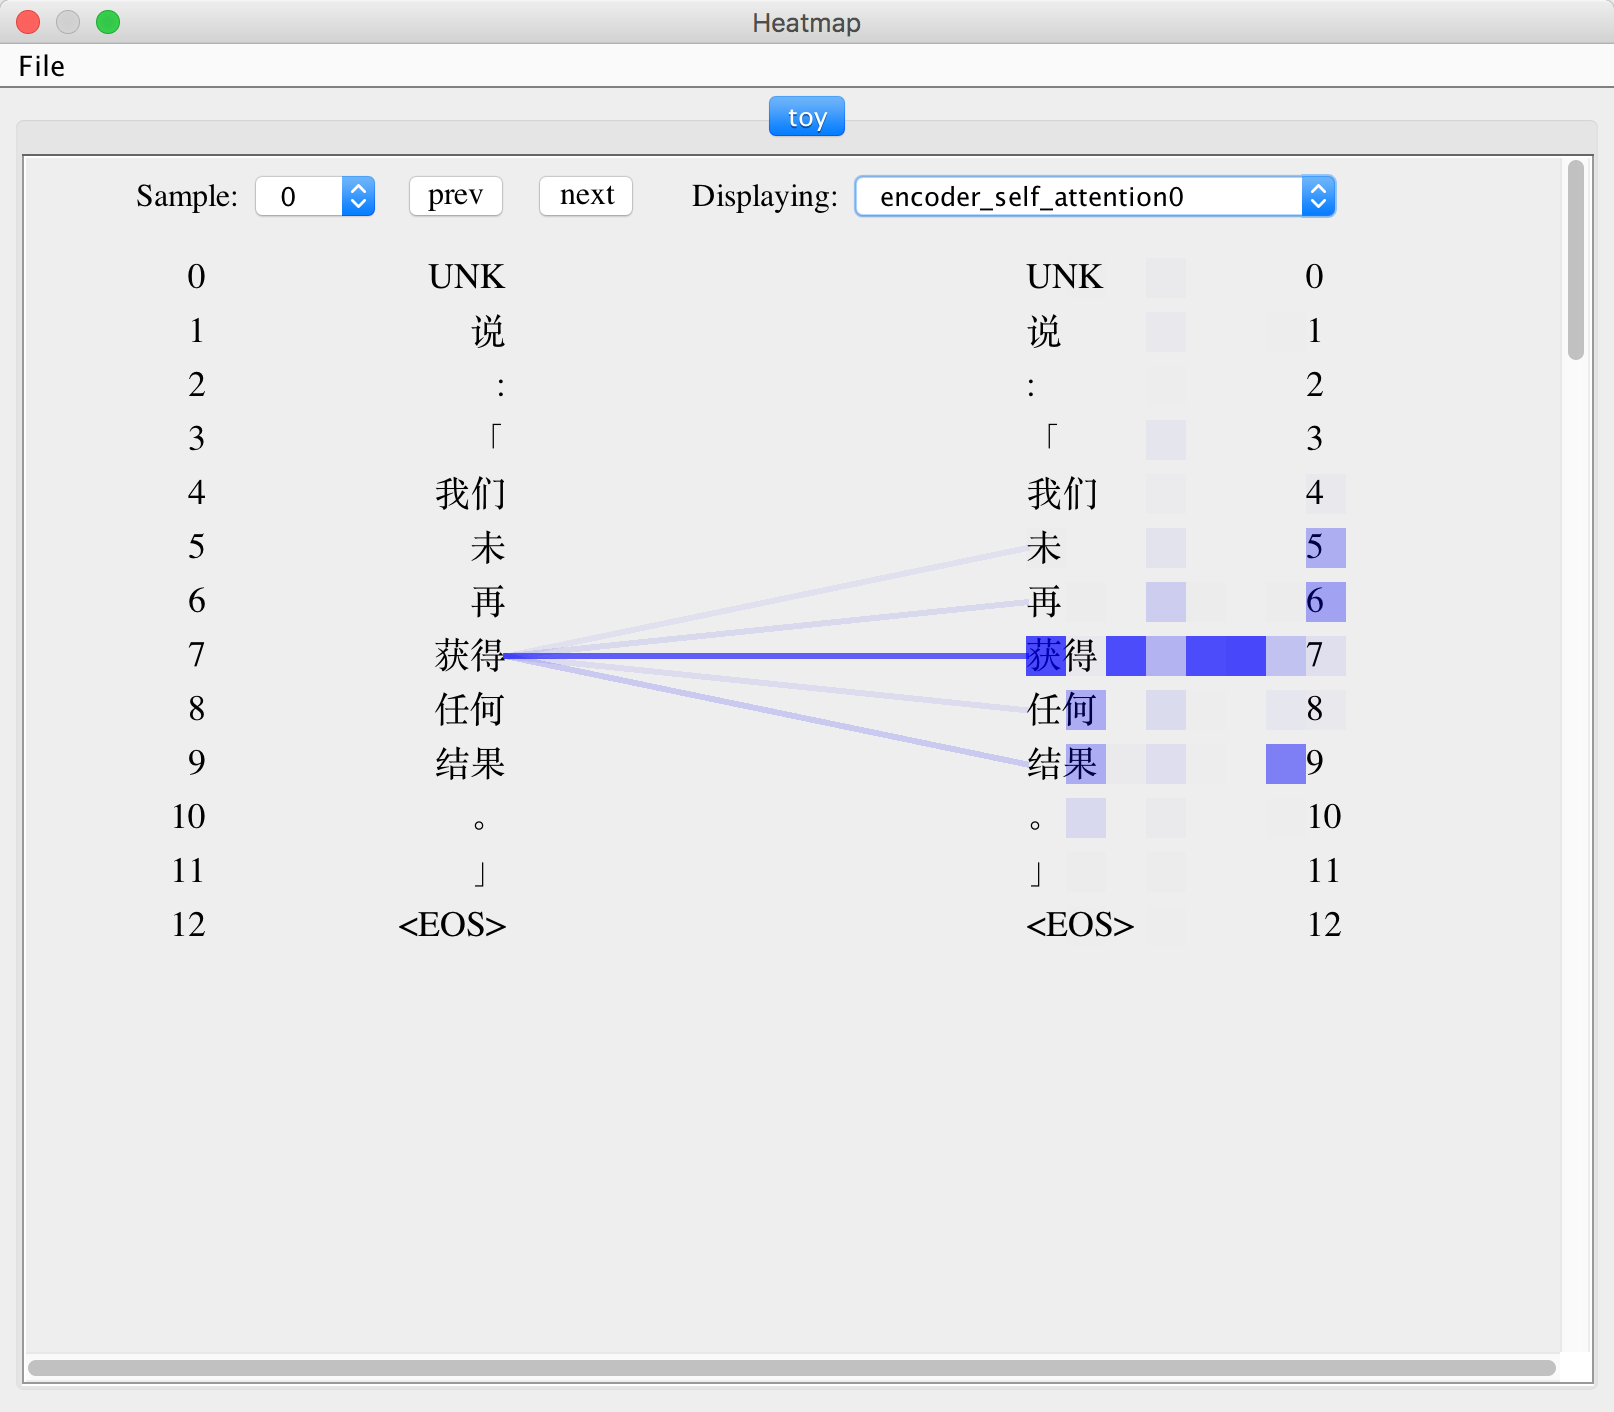 Heatmap
File
toy
Sample: 0 prev next Displaying: encoder_self_attention0
0 UNK UNK 0
1 说 说 1
2 : : 2
3 「 「 3
4 我们 我们 4
5 未 未 5
6 再 再 6
7 获得 获得 7
8 任何 任何 8
9 结果 结果 9
10 。 。 10
11 」 」 11
12 <EOS> <EOS> 12